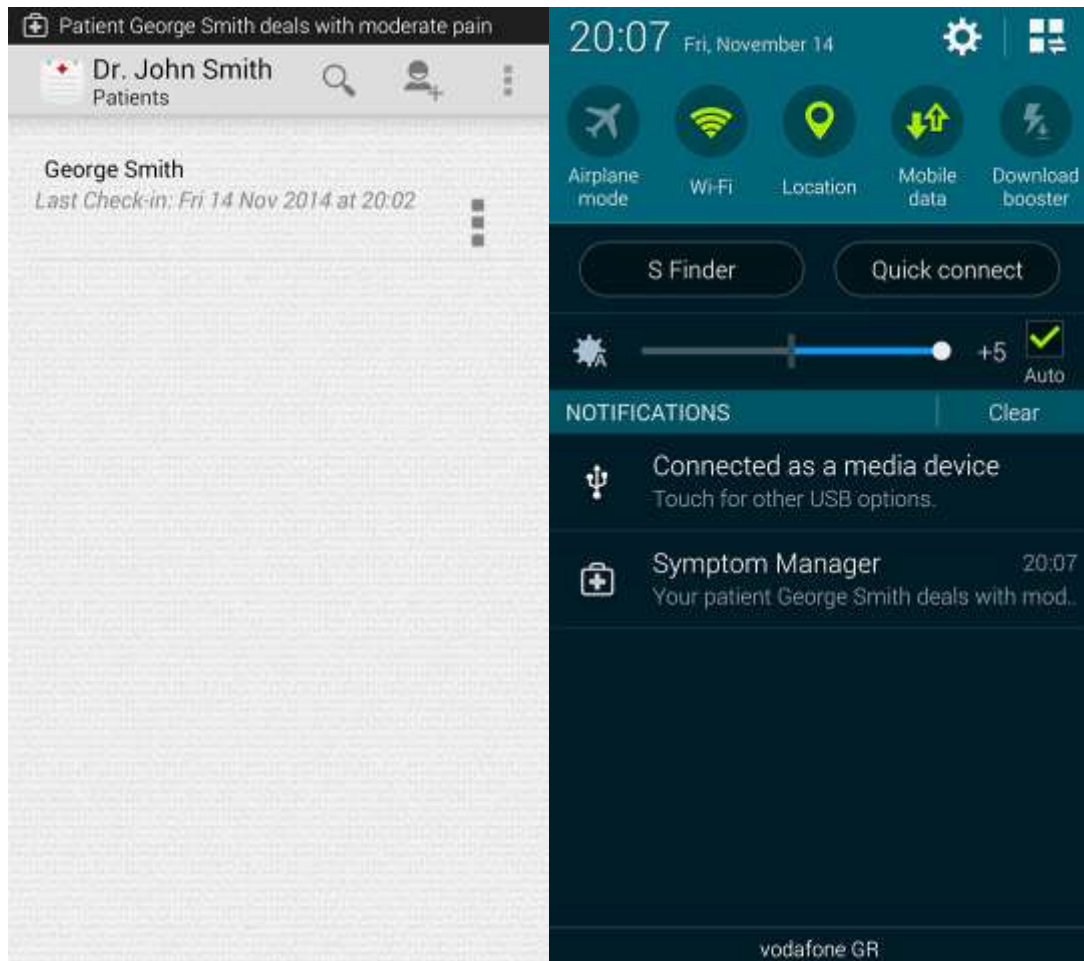 Patient George Smith deals with moderate pain
Dr. John Smith
Patients
George Smith
Last Check-in: Fri 14 Nov 2014 at 20:02
20:07 Fri, November 14
Airplane mode
Wi-Fi
Location
Mobile data
Download booster
S Finder
Quick connect
A
+5
Auto
NOTIFICATIONS
Clear
Connected as a media device
Touch for other USB options.
Symptom Manager 20:07
Your patient George Smith deals with mod..
vodafone GR